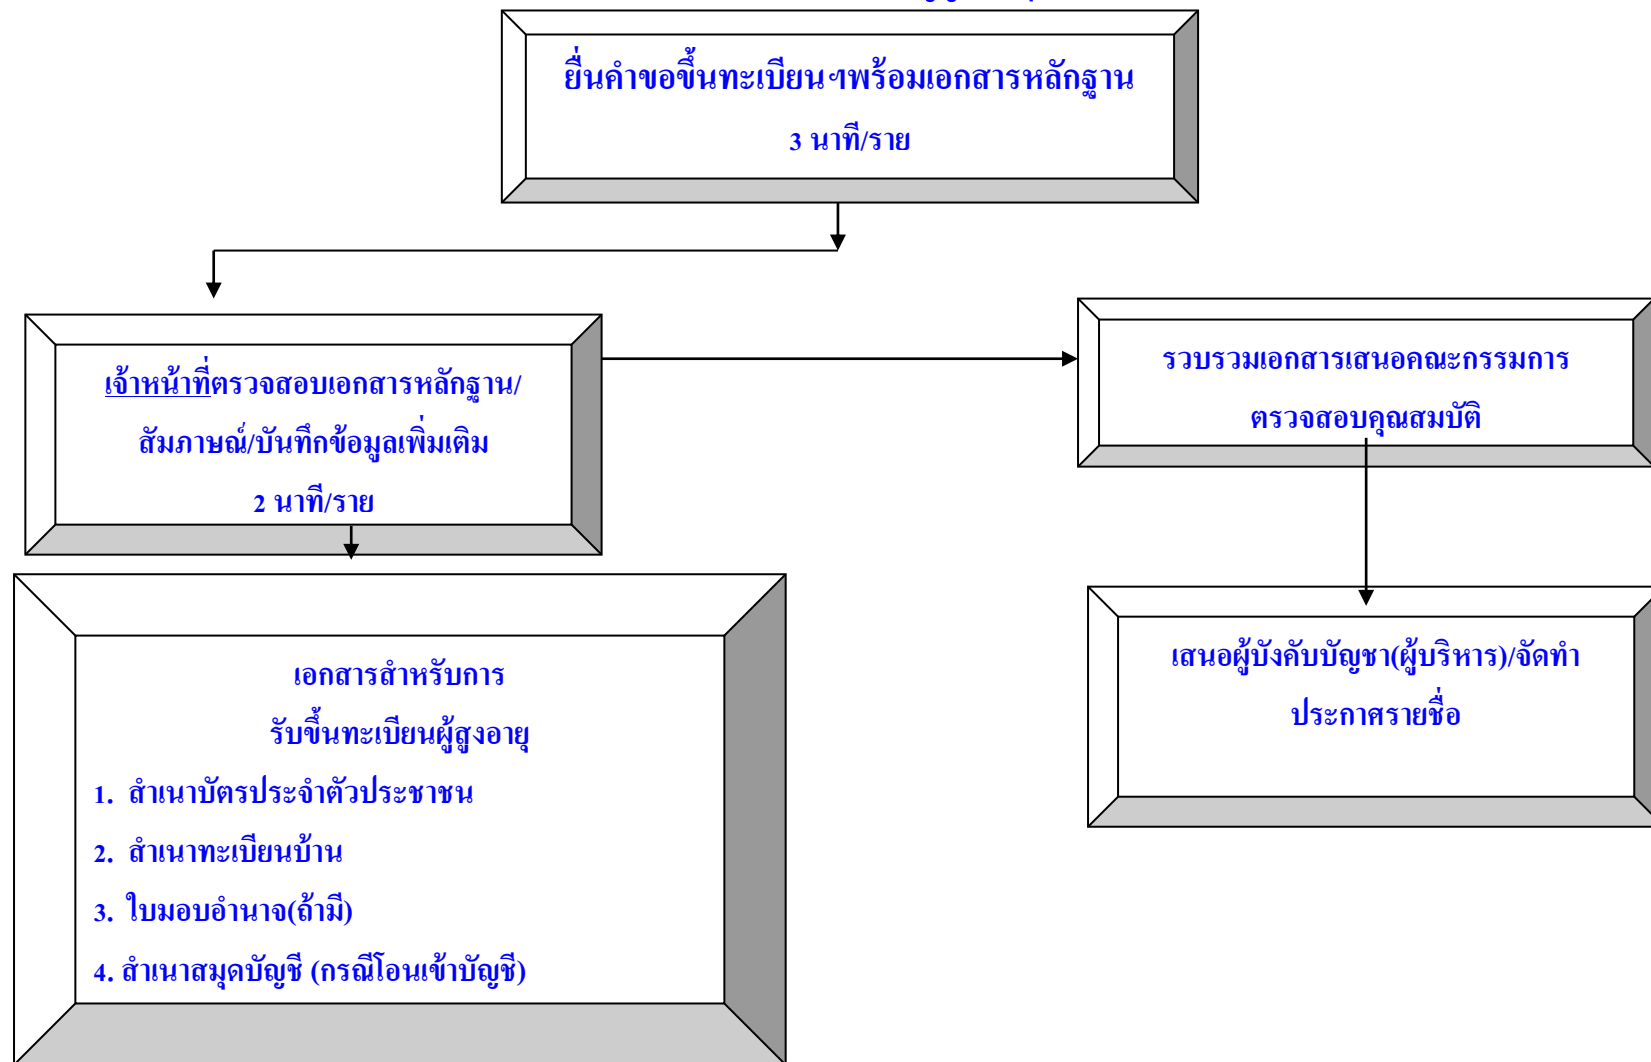 ยื่นคำขอขึ้นทะเบียนฯพร้อมเอกสารหลักฐาน
3 นาที/ราย
เจ้าหน้าที่ตรวจสอบเอกสารหลักฐาน/
สัมภาษณ์/บันทึกข้อมูลเพิ่มเติม
2 นาที/ราย
รวบรวมเอกสารเสนอคณะกรรมการ
ตรวจสอบคุณสมบัติ
เสนอผู้บังคับบัญชา(ผู้บริหาร)/จัดทำ
ประกาศรายชื่อ
เอกสารสำหรับการ
รับขึ้นทะเบียนผู้สูงอายุ
1. สำเนาบัตรประจำตัวประชาชน
2. สำเนาทะเบียนบ้าน
3. ใบมอบอำนาจ(ถ้ามี)
4. สำเนาสมุดบัญชี (กรณีโอนเข้าบัญชี)